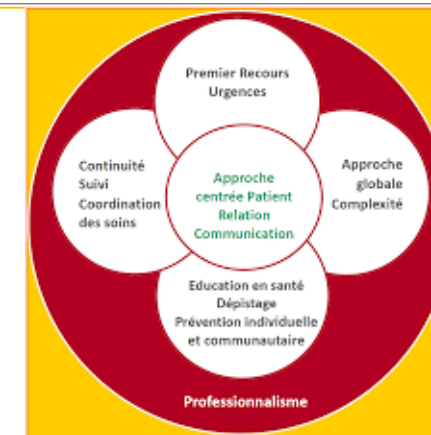 Premier Recours
Urgences
Continuité
Suivi
Coordination
des soins
Approche
centrée Patient
Relation
Communication
Approche
globale
Complexité
Education en santé
Dépistage
Prévention individuelle
et communautaire
Professionnalisme